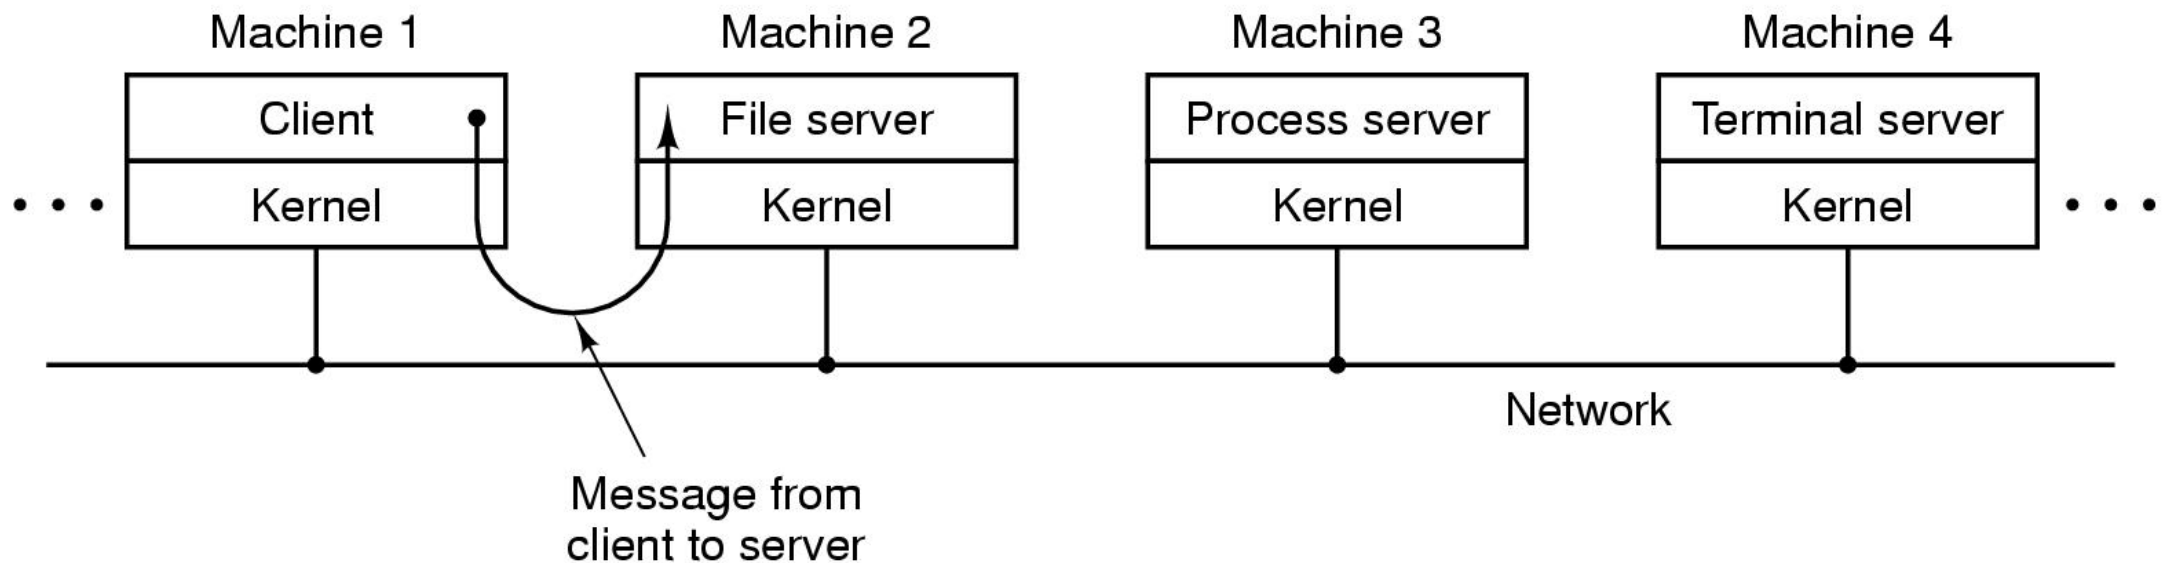 Machine 1
Machine 2
Machine 3
Machine 4
Client
File server
Process server
Terminal server
Kernel
Kernel
Kernel
Kernel
Network
Message from
client to server